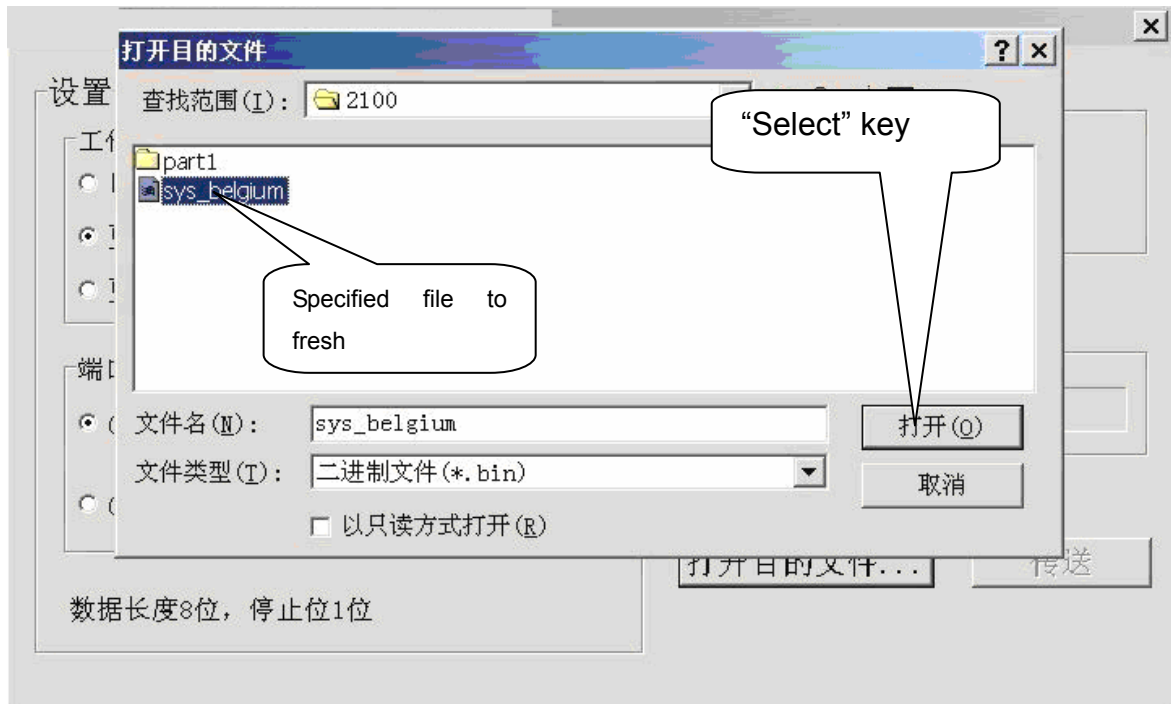 打开目的文件
设置
查找范围(I):
2100
"Select" key
part1
sys_belgium
Specified file to
fresh
文件名(N):
sys_belgium
打开(O)
文件类型(T):
二进制文件(*.bin)
取消
以只读方式打开(R)
打开目的文件...
传送
数据长度8位，停止位1位